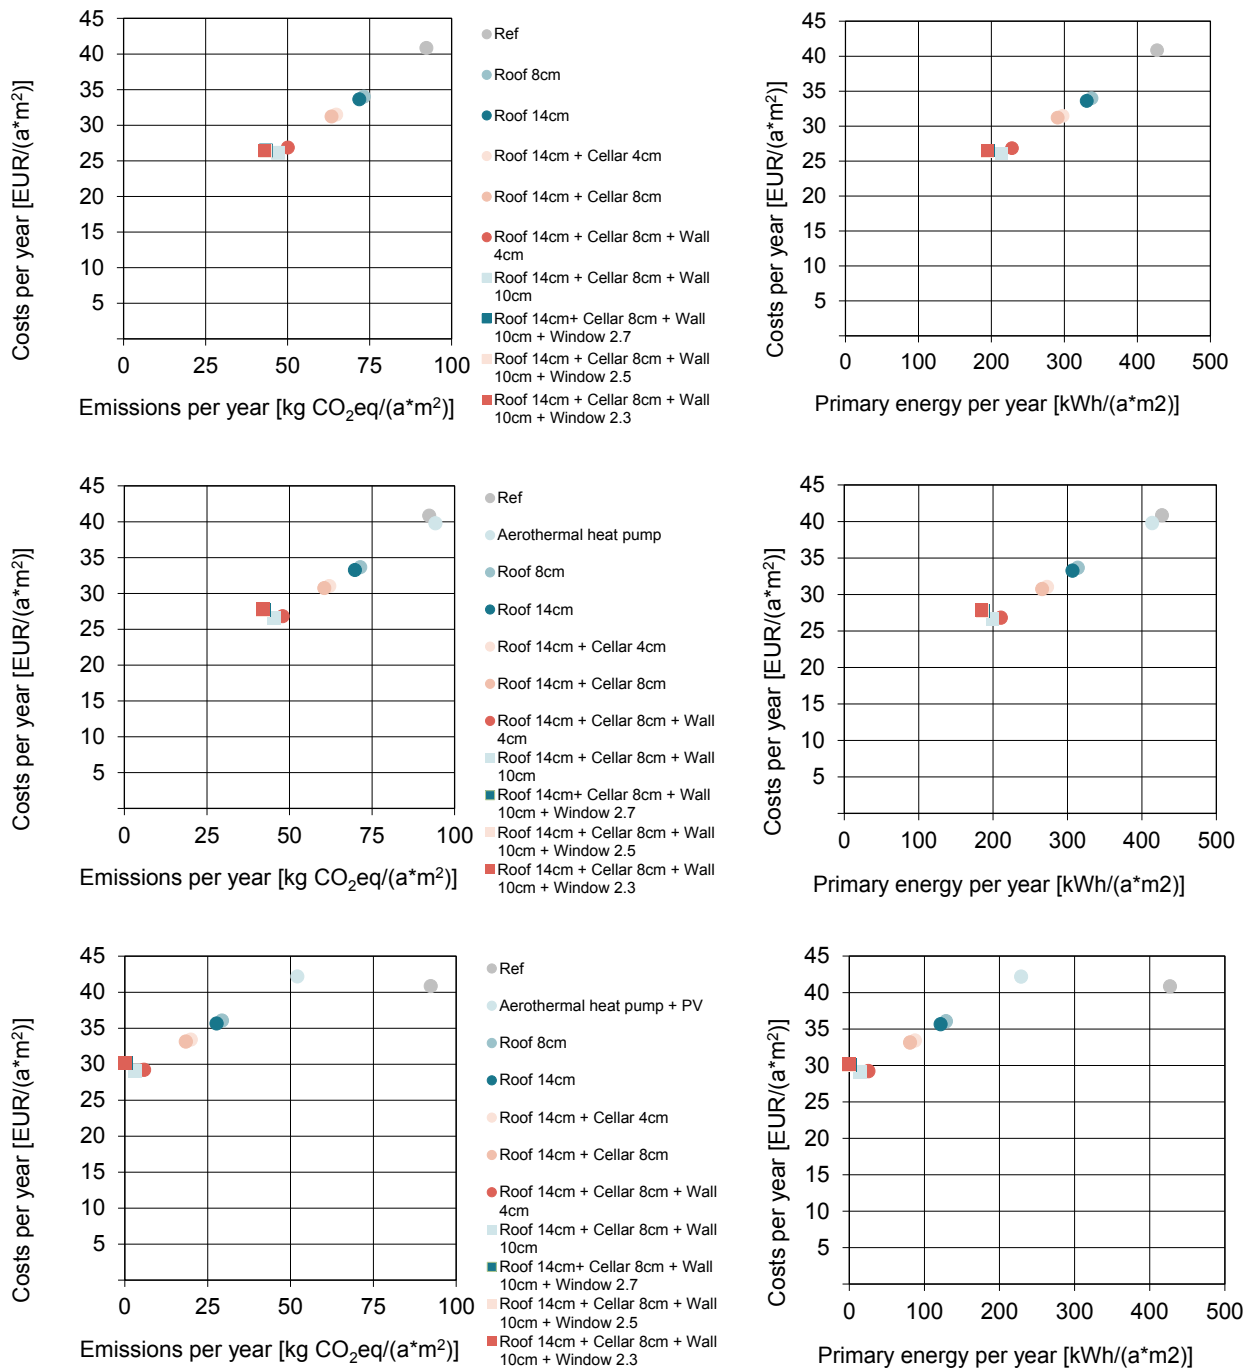 Costs per year [EUR/(a*m²)]
45
40
35
30
25
20
15
10
5
0
25
50
75
100
Emissions per year [kg CO₂eq/(a*m²)]
Ref
Roof 8cm
Roof 14cm
Roof 14cm + Cellar 4cm
Roof 14cm + Cellar 8cm
Roof 14cm + Cellar 8cm + Wall
4cm
Roof 14cm + Cellar 8cm + Wall
10cm
Roof 14cm+ Cellar 8cm + Wall
10cm + Window 2.7
Roof 14cm + Cellar 8cm + Wall
10cm + Window 2.5
Roof 14cm + Cellar 8cm + Wall
10cm + Window 2.3
Costs per year [EUR/(a*m²)]
45
40
35
30
25
20
15
10
5
0
100
200
300
400
500
Primary energy per year [kWh/(a*m2)]
Costs per year [EUR/(a*m²)]
45
40
35
30
25
20
15
10
5
0
25
50
75
100
Emissions per year [kg CO₂eq/(a*m²)]
Ref
Aerothermal heat pump
Roof 8cm
Roof 14cm
Roof 14cm + Cellar 4cm
Roof 14cm + Cellar 8cm
Roof 14cm + Cellar 8cm + Wall
4cm
Roof 14cm + Cellar 8cm + Wall
10cm
Roof 14cm+ Cellar 8cm + Wall
10cm + Window 2.7
Roof 14cm + Cellar 8cm + Wall
10cm + Window 2.5
Roof 14cm + Cellar 8cm + Wall
10cm + Window 2.3
Costs per year [EUR/(a*m²)]
45
40
35
30
25
20
15
10
5
0
100
200
300
400
500
Primary energy per year [kWh/(a*m2)]
Costs per year [EUR/(a*m²)]
45
40
35
30
25
20
15
10
5
0
25
50
75
100
Emissions per year [kg CO₂eq/(a*m²)]
Ref
Aerothermal heat pump + PV
Roof 8cm
Roof 14cm
Roof 14cm + Cellar 4cm
Roof 14cm + Cellar 8cm
Roof 14cm + Cellar 8cm + Wall
4cm
Roof 14cm + Cellar 8cm + Wall
10cm
Roof 14cm+ Cellar 8cm + Wall
10cm + Window 2.7
Roof 14cm + Cellar 8cm + Wall
10cm + Window 2.5
Roof 14cm + Cellar 8cm + Wall
10cm + Window 2.3
Costs per year [EUR/(a*m²)]
45
40
35
30
25
20
15
10
5
0
100
200
300
400
500
Primary energy per year [kWh/(a*m2)]